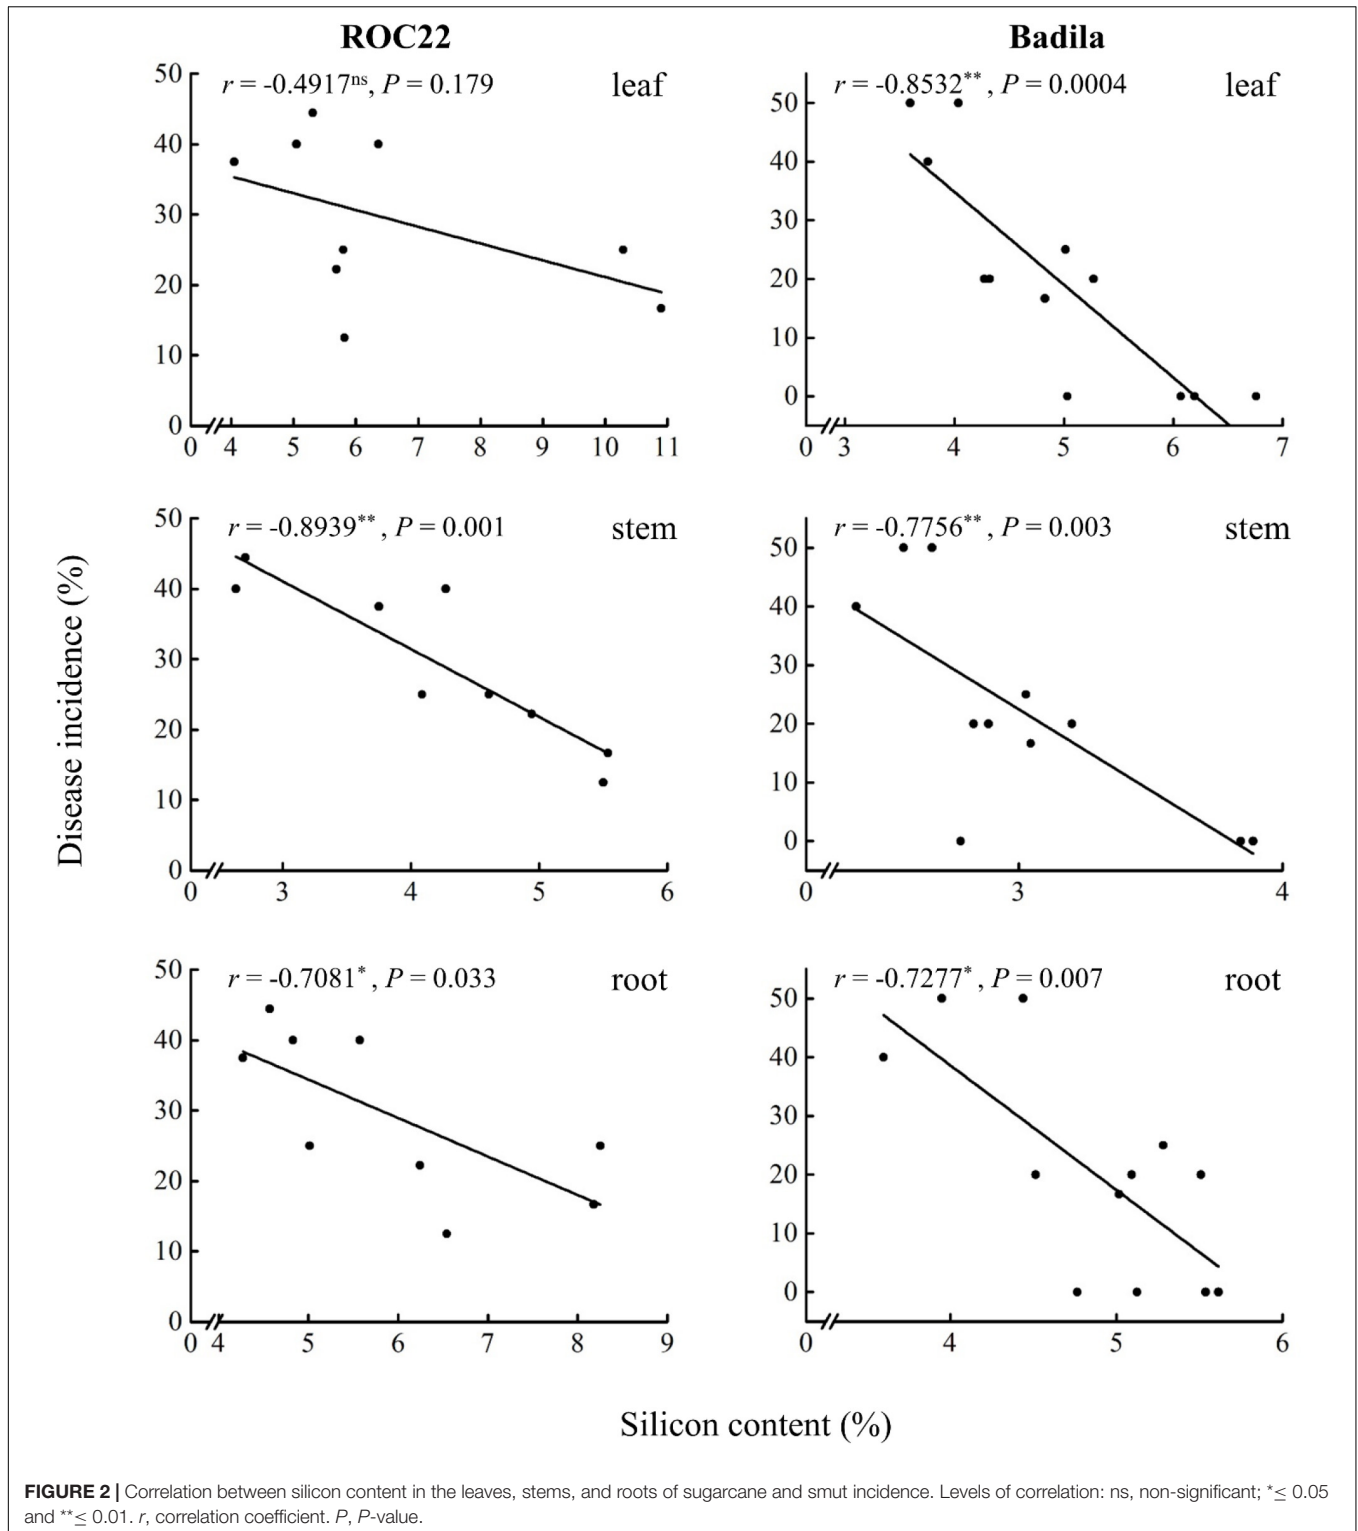 ROC22
Badila
r = -0.4917ns, P = 0.179
leaf
50
40
30
20
10
0
0 4 5 6 7 8 9 10 11
r = -0.8532** , P = 0.0004
leaf
50
40
30
20
10
0
0 3 4 5 6 7
Disease incidence (%)
r = -0.8939** , P = 0.001
stem
50
40
30
20
10
0
0 3 4 5 6
r = -0.7756** , P = 0.003
stem
50
40
30
20
10
0
0 3 4
r = -0.7081* , P = 0.033
root
50
40
30
20
10
0
0 4 5 6 7 8 9
r = -0.7277* , P = 0.007
root
50
40
30
20
10
0
0 4 5 6
Silicon content (%)
FIGURE 2 | Correlation between silicon content in the leaves, stems, and roots of sugarcane and smut incidence. Levels of correlation: ns, non-significant; *≤ 0.05
and **≤ 0.01. r, correlation coefficient. P, P-value.